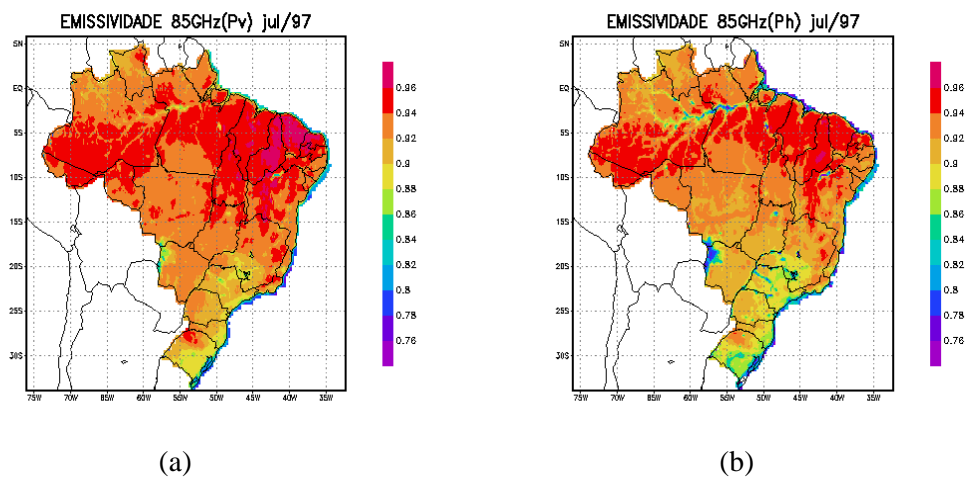 EMISSIVIDADE 85GHz(Pv) jul/97
5N
EQ
5S
10S
15S
20S
25S
30S
75W 70W 65W 60W 55W 50W 45W 40W 35W
0.96
0.94
0.92
0.9
0.88
0.86
0.84
0.82
0.8
0.78
0.76
(a)
EMISSIVIDADE 85GHz(Ph) jul/97
5N
EQ
5S
10S
15S
20S
25S
30S
75W 70W 65W 60W 55W 50W 45W 40W 35W
0.96
0.94
0.92
0.9
0.88
0.86
0.84
0.82
0.8
0.78
0.76
(b)